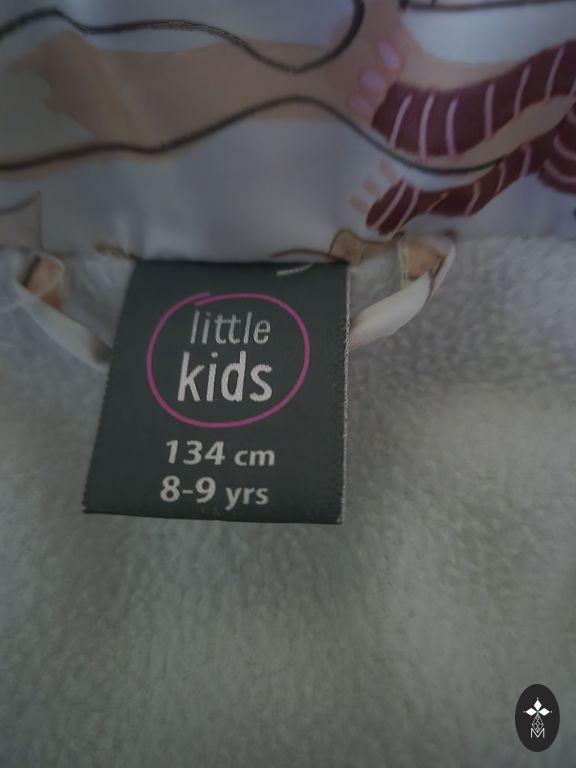 little
kids
134 cm
8-9 yrs
M